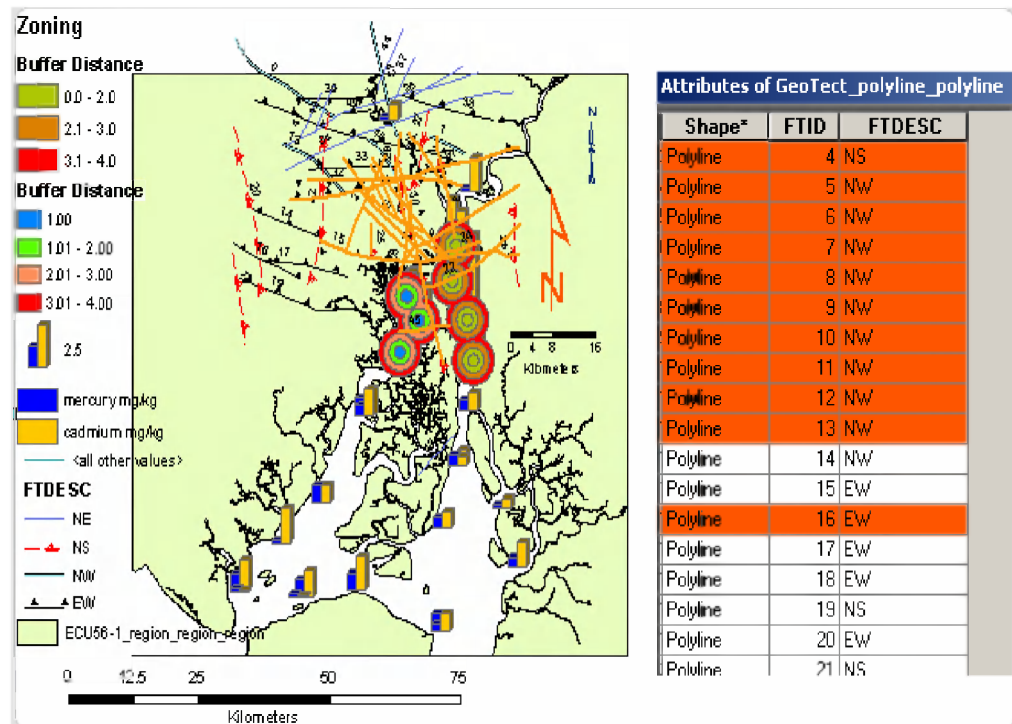 Zoning
Buffer Distance
0.0 - 2.0
2.1 - 3.0
3.1 - 4.0
Buffer Distance
1.00
1.01 - 2.00
2.01 - 3.00
3.01 - 4.00
2.5
mercury mg/kg
cadmium mg/kg
<all other values>
FTDESC
NE
NS
NW
EW
ECU56-1_region_region_region
0 12.5 25 50 75
Kilometers
N
N
0 4 8 16
Kilometers
33
14
15
17
Attributes of GeoTect_polyline_polyline
Shape* FTID FTDESC
Polyline 4 NS
Polyline 5 NW
Polyline 6 NW
Polyline 7 NW
Polyline 8 NW
Polyline 9 NW
Polyline 10 NW
Polyline 11 NW
Polyline 12 NW
Polyline 13 NW
Polyline 14 NW
Polyline 15 EW
Polyline 16 EW
Polyline 17 EW
Polyline 18 EW
Polyline 19 NS
Polyline 20 EW
Polyline 21 NS